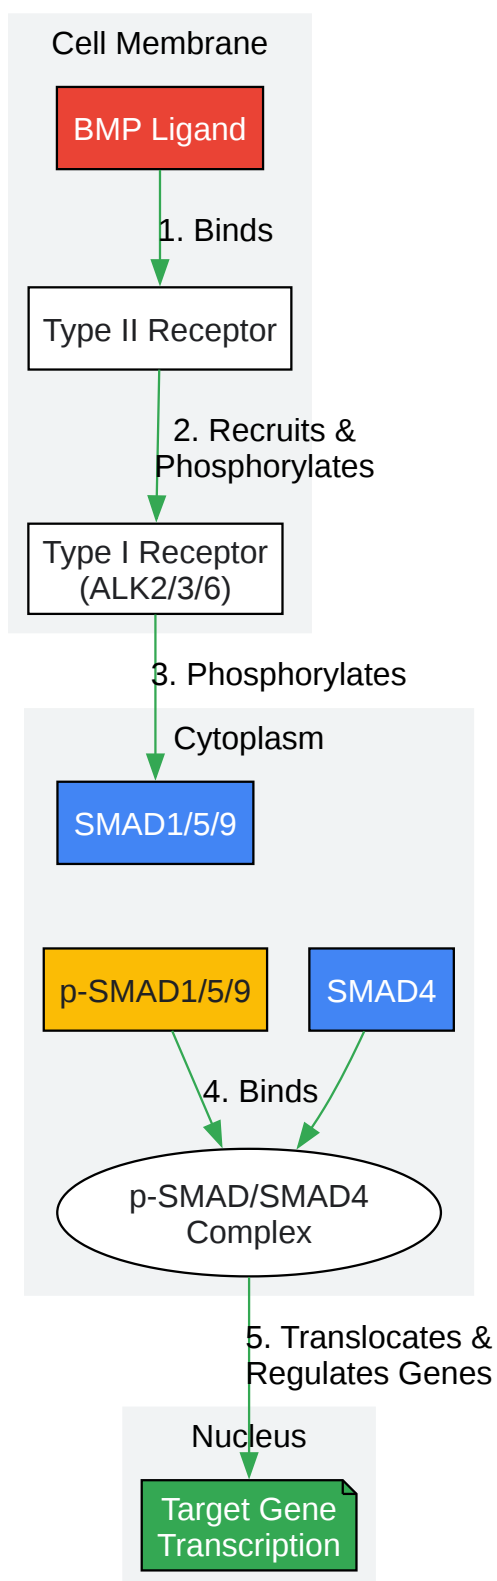 Cell Membrane
BMP Ligand
1. Binds
Type II Receptor
2. Recruits &
Phosphorylates
Type I Receptor
(ALK2/3/6)
3. Phosphorylates
Cytoplasm
SMAD1/5/9
p-SMAD1/5/9
SMAD4
4. Binds
p-SMAD/SMAD4
Complex
5. Translocates &
Regulates Genes
Nucleus
Target Gene
Transcription